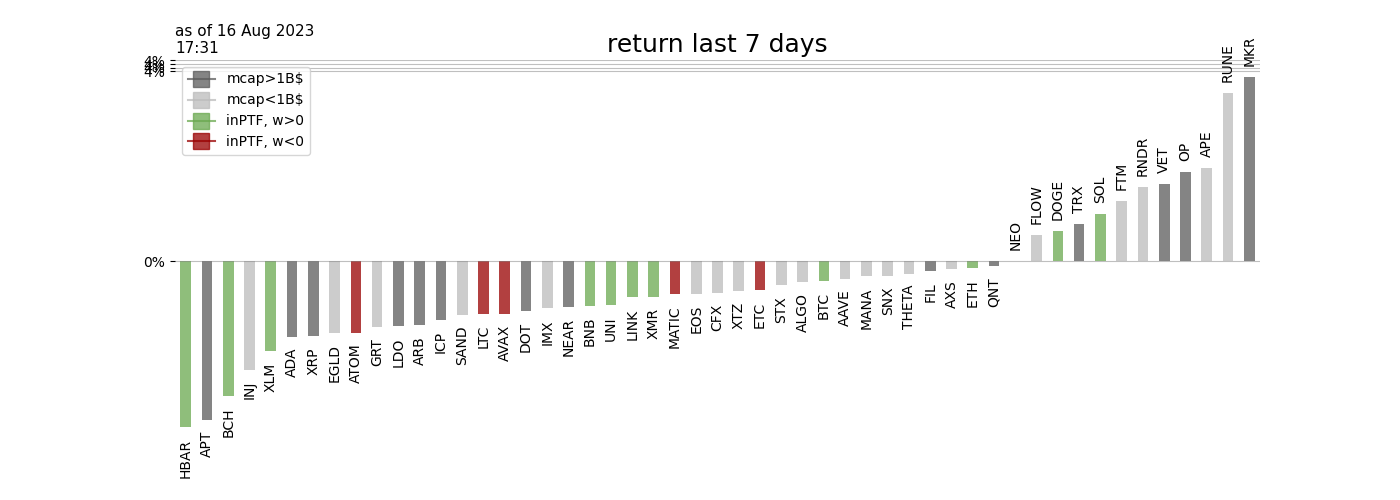 as of 16 Aug 2023
17:31
return last 7 days
4%
4%
0%
mcap>1B$
mcap<1B$
inPTF, w>0
inPTF, w<0
HBAR
APT
BCH
INJ
XLM
ADA
XRP
EGLD
ATOM
GRT
LDO
ARB
ICP
SAND
LTC
AVAX
DOT
IMX
NEAR
BNB
UNI
LINK
XMR
MATIC
EOS
CFX
XTZ
ETC
STX
ALGO
BTC
AAVE
MANA
SNX
THETA
FIL
AXS
ETH
QNT
NEO
FLOW
DOGE
TRX
SOL
FTM
RNDR
VET
OP
APE
RUNE
MKR